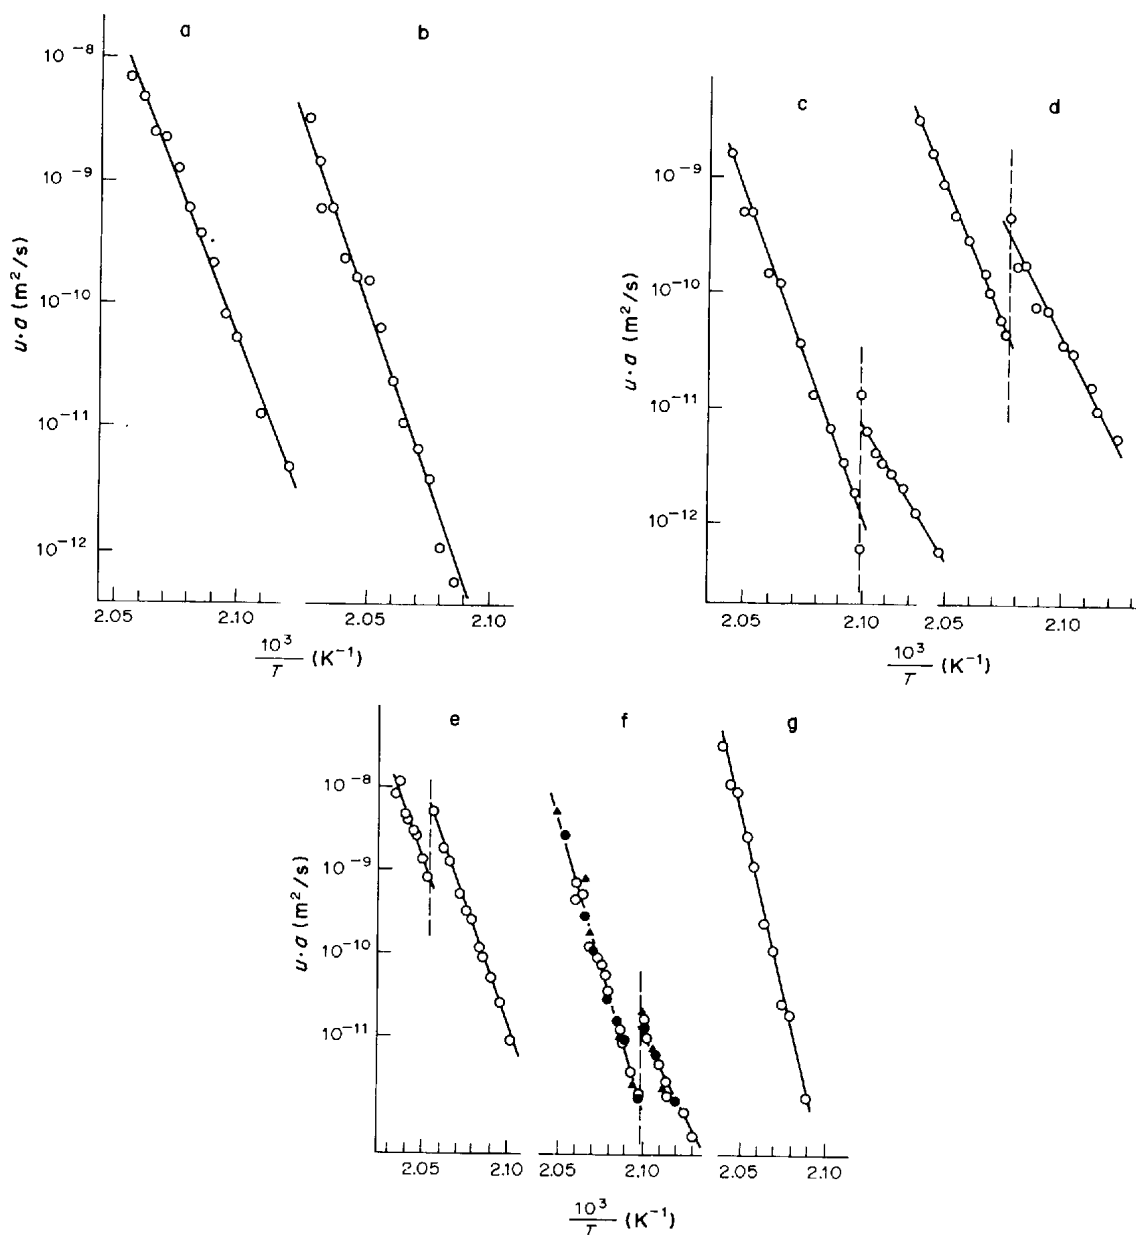 a
b
10⁻⁸
10⁻⁹
10⁻¹⁰
10⁻¹¹
10⁻¹²
u·a (m²/s)
2.05 2.10 2.05 2.10
10³/T (K⁻¹)
c
d
10⁻⁹
10⁻¹⁰
10⁻¹¹
10⁻¹²
u·a (m²/s)
2.05 2.10 2.05 2.10
10³/T (K⁻¹)
e
f
g
10⁻⁸
10⁻⁹
10⁻¹⁰
10⁻¹¹
u·a (m²/s)
2.05 2.10 2.05 2.10 2.05 2.10
10³/T (K⁻¹)